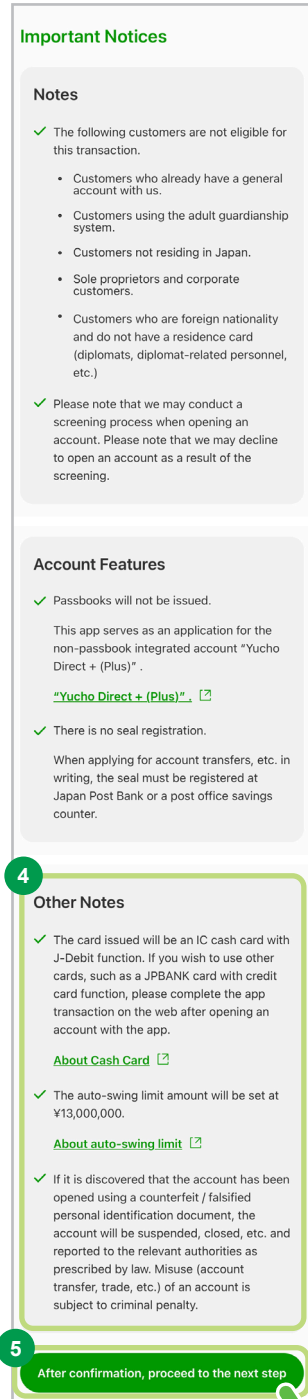 Important Notices
Notes
The following customers are not eligible for
this transaction.
• Customers who already have a general
account with us.
• Customers using the adult guardianship
system.
• Customers not residing in Japan.
• Sole proprietors and corporate
customers.
• Customers who are foreign nationality
and do not have a residence card
(diplomats, diplomat-related personnel,
etc.)
Please note that we may conduct a
screening process when opening an
account. Please note that we may decline
to open an account as a result of the
screening.
Account Features
Passbooks will not be issued.
This app serves as an application for the
non-passbook integrated account “Yucho
Direct + (Plus)” .
“Yucho Direct + (Plus)” .
There is no seal registration.
When applying for account transfers, etc. in
writing, the seal must be registered at
Japan Post Bank or a post office savings
counter.
4
Other Notes
The card issued will be an IC cash card with
J-Debit function. If you wish to use other
cards, such as a JPBANK card with credit
card function, please complete the app
transaction on the web after opening an
account with the app.
About Cash Card
The auto-swing limit amount will be set at
¥13,000,000.
About auto-swing limit
If it is discovered that the account has been
opened using a counterfeit / falsified
personal identification document, the
account will be suspended, closed, etc. and
reported to the relevant authorities as
prescribed by law. Misuse (account
transfer, trade, etc.) of an account is
subject to criminal penalty.
5
After confirmation, proceed to the next step